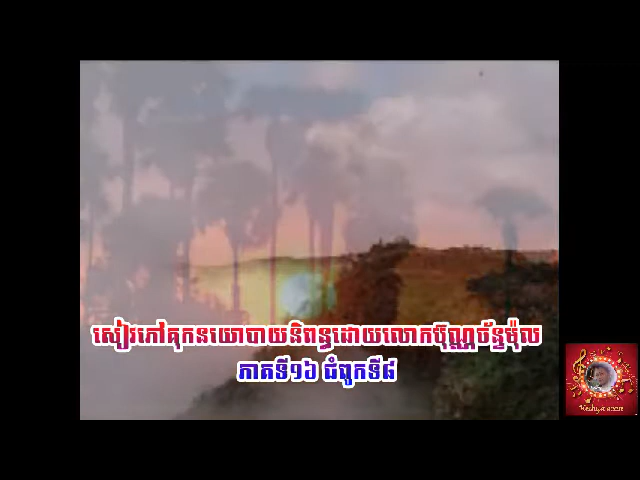 សៀវភៅគុកនយោបាយនិពន្ធដោយលោកប៊ុណ្ណច័ន្ទម៉ុល
ភាគទី១៦ ជំពូកទី៨